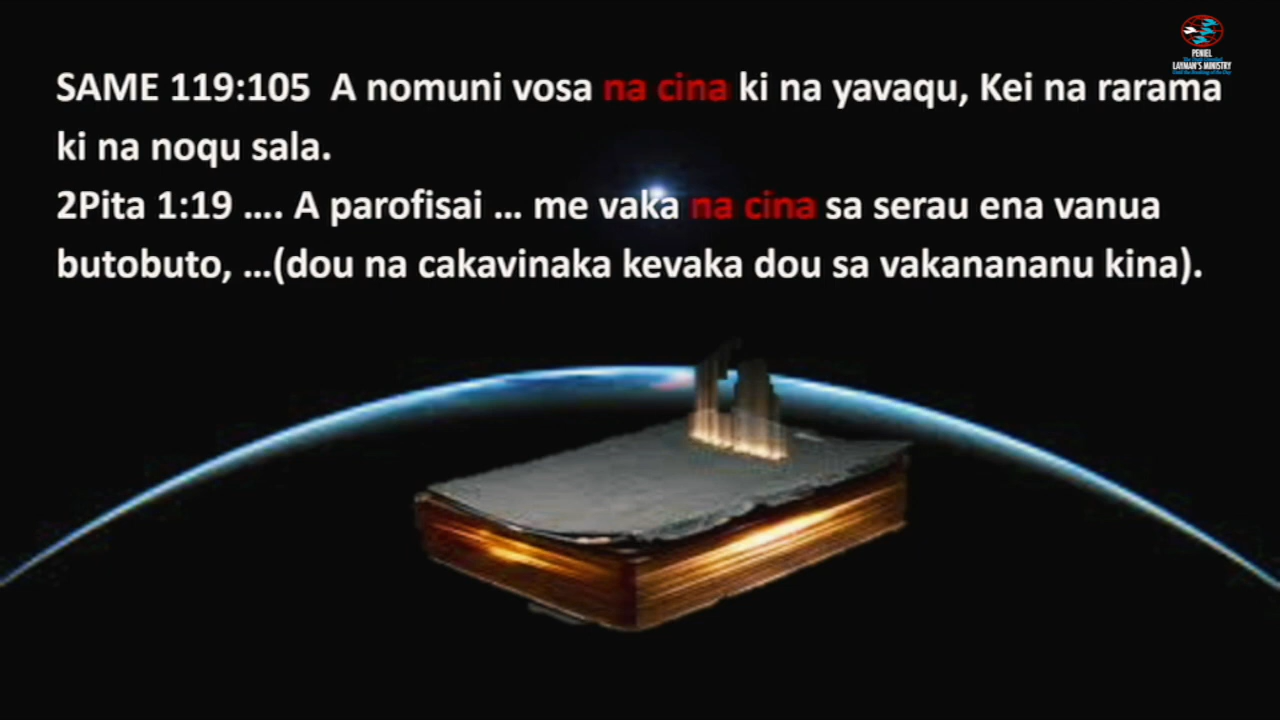 PENIEL
LAYMAN'S MINISTRY
SAME 119:105 A nomuni vosa na cina ki na yavaqu, Kei na rarama
ki na noqu sala.
2Pita 1:19 .... A parofisai ... me vaka na cina sa serau ena vanua
butobuto, ...(dou na cakavinaka kevaka dou sa vakanananu kina).